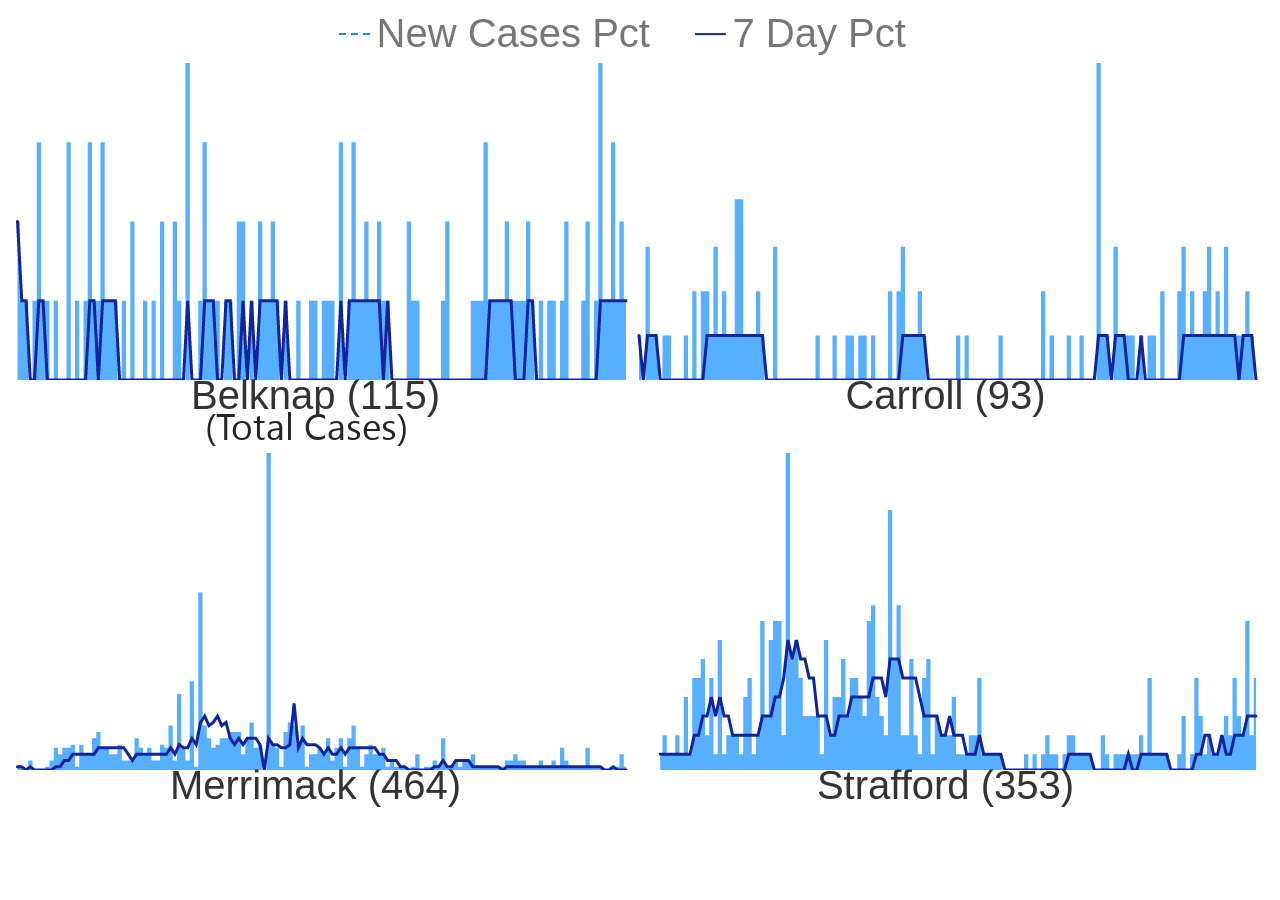 New Cases Pct 7 Day Pct
Belknap (115) Carroll (93)
(Total Cases)
Merrimack (464) Strafford (353)